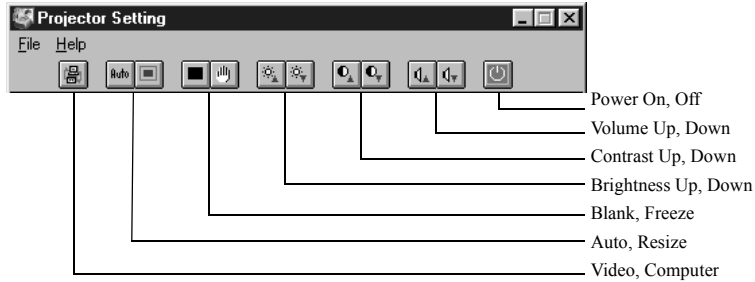 Projector Setting
File Help
Auto
Power On, Off
Volume Up, Down
Contrast Up, Down
Brightness Up, Down
Blank, Freeze
Auto, Resize
Video, Computer